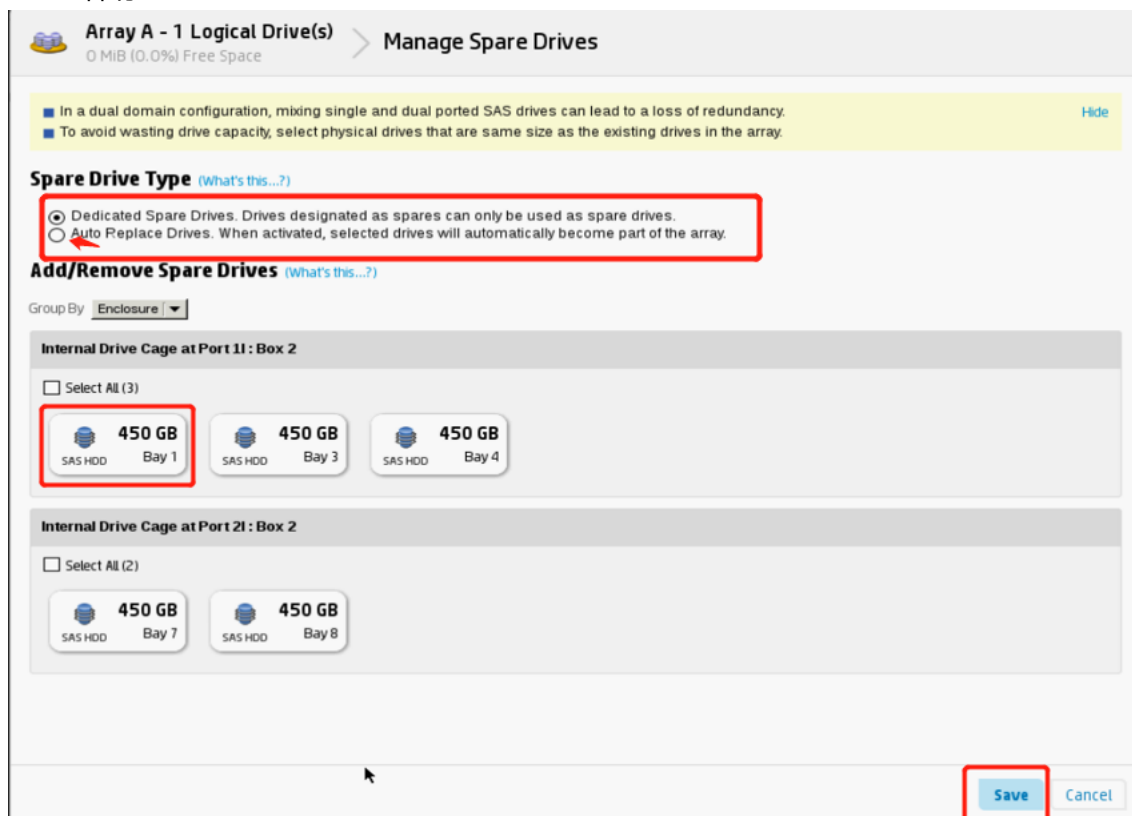 Array A - 1 Logical Drive(s)
0 MiB (0.0%) Free Space
Manage Spare Drives
In a dual domain configuration, mixing single and dual ported SAS drives can lead to a loss of redundancy.
Hide
To avoid wasting drive capacity, select physical drives that are same size as the existing drives in the array.
Spare Drive Type (What's this...?)
Dedicated Spare Drives. Drives designated as spares can only be used as spare drives.
Auto Replace Drives. When activated, selected drives will automatically become part of the array.
Add/Remove Spare Drives (What's this...?)
Group By Enclosure
Internal Drive Cage at Port 1I : Box 2
Select All (3)
450 GB
SAS HDD Bay 1
450 GB
SAS HDD Bay 3
450 GB
SAS HDD Bay 4
Internal Drive Cage at Port 2I : Box 2
Select All (2)
450 GB
SAS HDD Bay 7
450 GB
SAS HDD Bay 8
Save Cancel